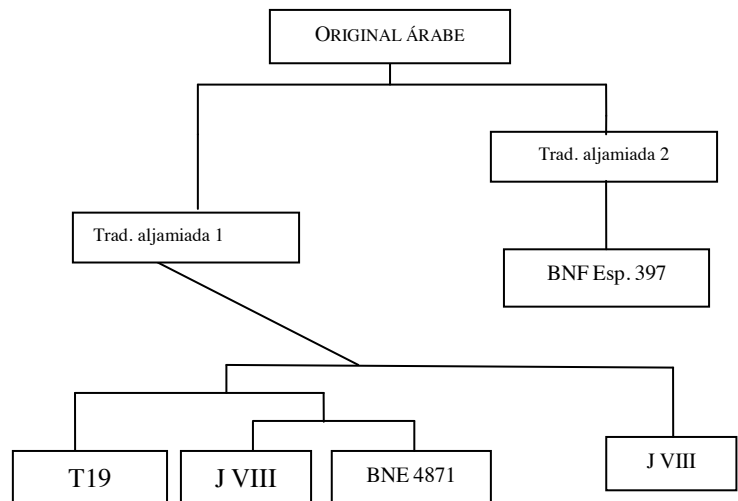 ORIGINAL ÁRABE
Trad. aljamiada 2
Trad. aljamiada 1
BNF Esp. 397
T19
J VIII
BNE 4871
J VIII